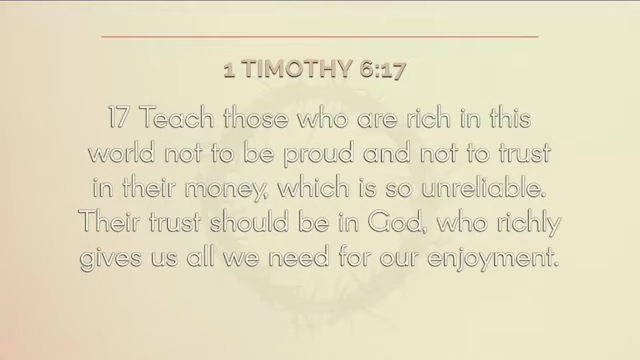 1 TIMOTHY 6:17
17 Teach those who are rich in this
world not to be proud and not to trust
in their money, which is so unreliable.
Their trust should be in God, who richly
gives us all we need for our enjoyment.